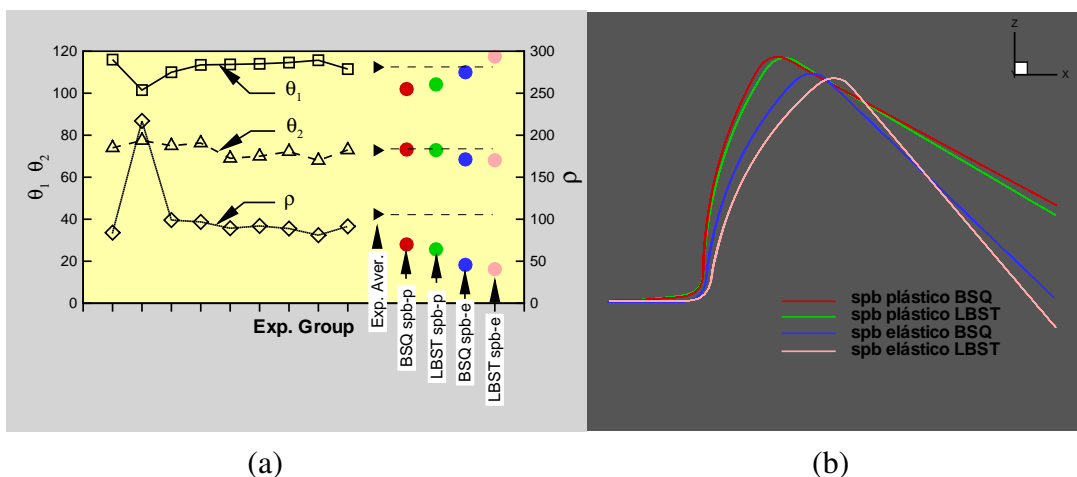 120
100
80
60
40
20
0
θ1 θ2
300
250
200
150
100
50
0
ρ
θ1
θ2
ρ
Exp. Group
Exp. Aver.
BSQ spb-p
LBST spb-p
BSQ spb-e
LBST spb-e
(a)
Z
X
spb plástico BSQ
spb plástico LBST
spb elástico BSQ
spb elástico LBST
(b)